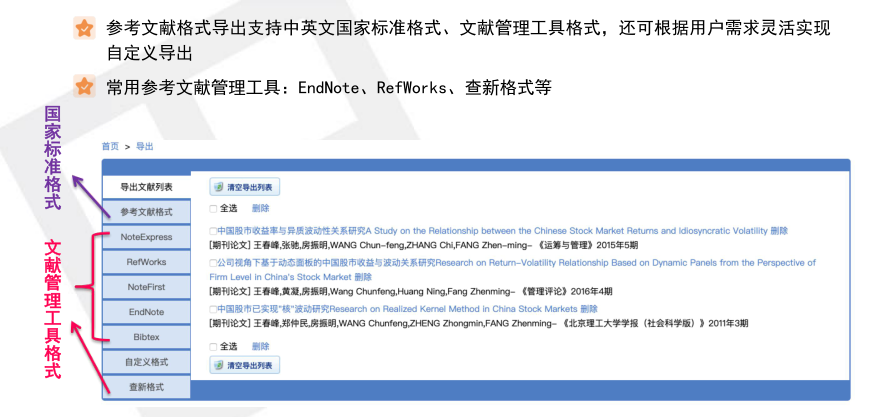 参考文献格式导出支持中英文国家标准格式、文献管理工具格式，还可根据用户需求灵活实现
自定义导出
常用参考文献管理工具：EndNote、RefWorks、查新格式等
国家标准格式
文献管理工具格式
首页 > 导出
导出文献列表
参考文献格式
NoteExpress
RefWorks
NoteFirst
EndNote
Bibtex
自定义格式
查新格式
清空导出列表
全选 删除
中国股市收益率与异质波动性关系研究A Study on the Relationship between the Chinese Stock Market Returns and Idiosyncratic Volatility 删除
[期刊论文] 王春峰,张驰,房振明,WANG Chun-feng,ZHANG Chi,FANG Zhen-ming- 《运筹与管理》2015年5期
公司视角下基于动态面板的中国股市收益与波动关系研究Research on Return-Volatility Relationship Based on Dynamic Panels from the Perspective of
Firm Level in China's Stock Market 删除
[期刊论文] 王春峰,黄凝,房振明,Wang Chunfeng,Huang Ning,Fang Zhenming- 《管理评论》2016年4期
中国股市已实现"核"波动研究Research on Realized Kernel Method in China Stock Markets 删除
[期刊论文] 王春峰,郑仲民,房振明,WANG Chunfeng,ZHENG Zhongmin,FANG Zhenming- 《北京理工大学学报（社会科学版）》2011年3期
全选 删除
清空导出列表